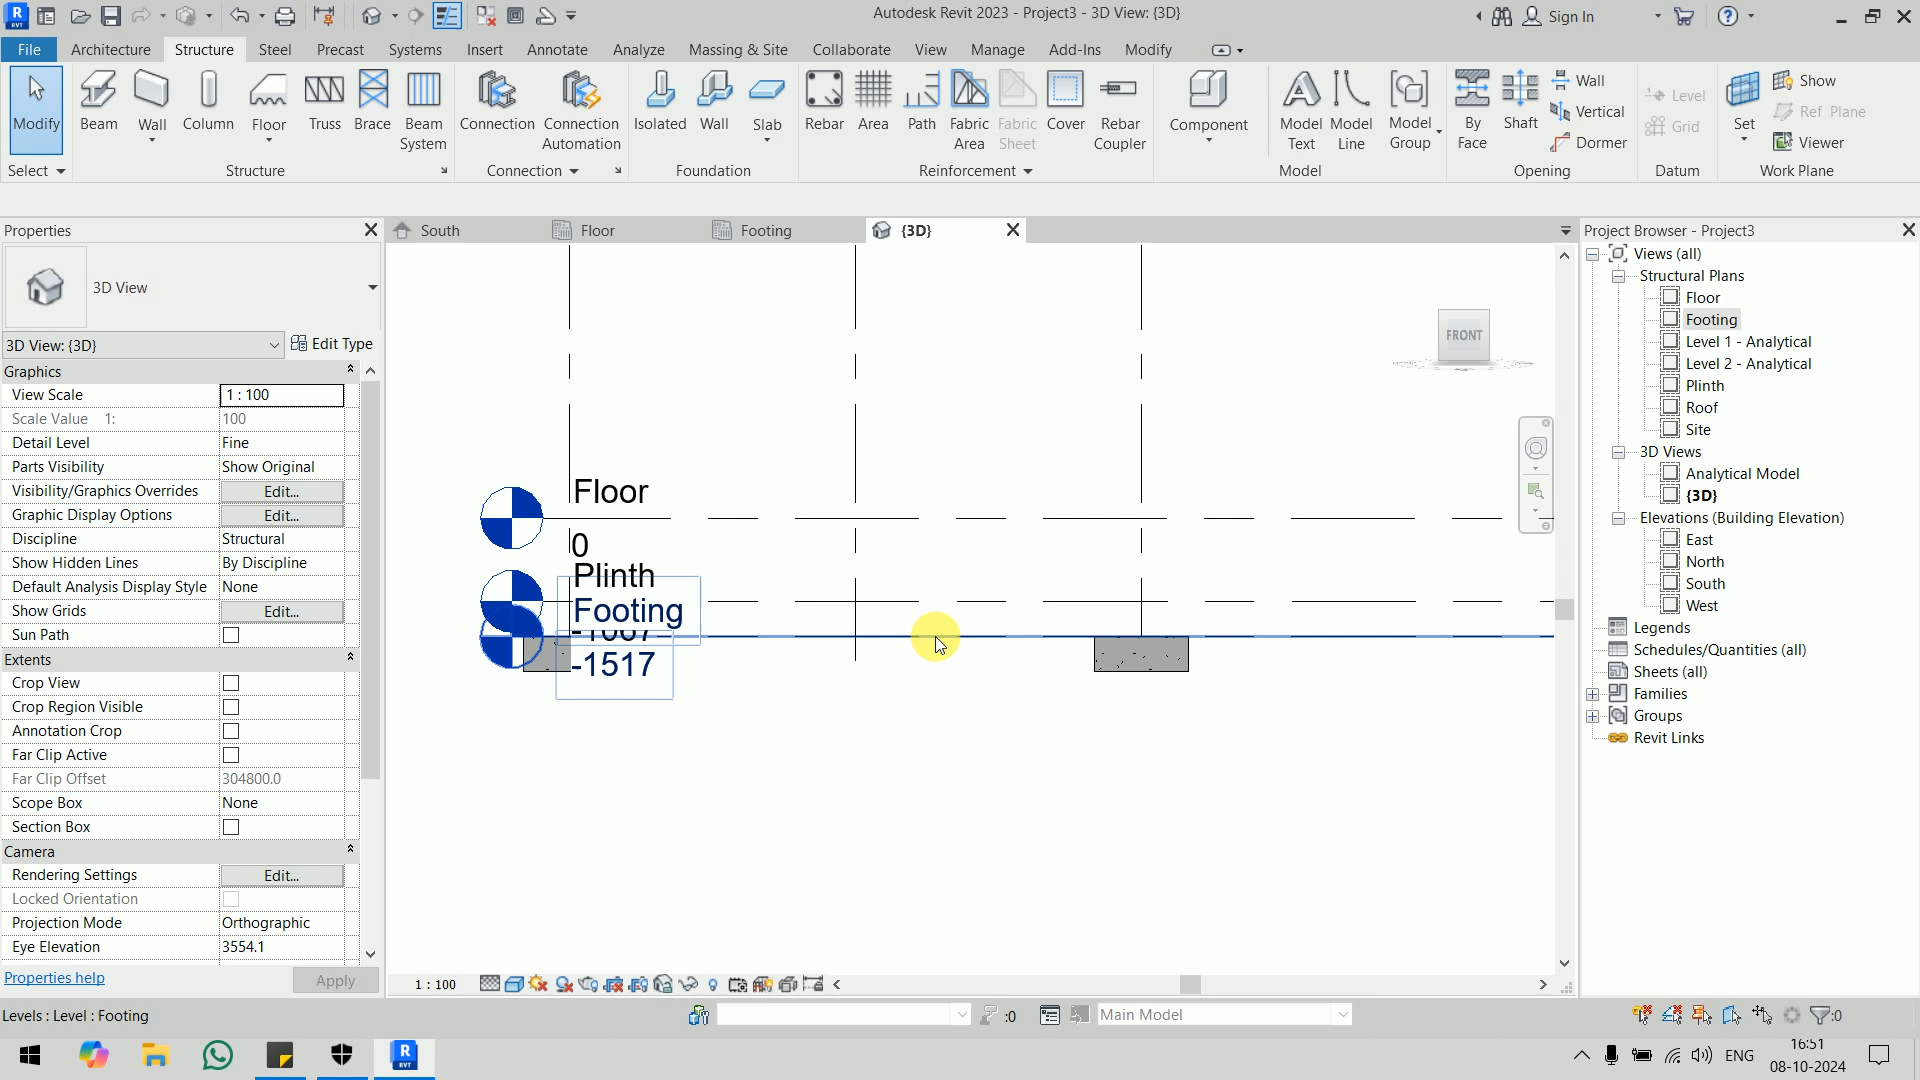 Autodesk Revit 2023 - Project3 - 3D View: {3D}
Sign In
File Architecture Structure Steel Precast Systems Insert Annotate Analyze Massing & Site Collaborate View Manage Add-Ins Modify
Modify
Beam
Wall
Column
Floor
Truss
Brace
Beam System
Connection
Connection Automation
Isolated
Wall
Slab
Rebar
Area
Path
Fabric Area
Fabric Sheet
Cover
Rebar Coupler
Component
Model Text
Model Line
Model Group
By Face
Shaft
Wall
Vertical
Dormer
Level
Grid
Set
Show
Ref Plane
Viewer
Select Structure Connection Foundation Reinforcement Model Opening Datum Work Plane
Properties
3D View
3D View: {3D} Edit Type
Graphics
View Scale 1 : 100
Scale Value 1: 100
Detail Level Fine
Parts Visibility Show Original
Visibility/Graphics Overrides Edit...
Graphic Display Options Edit...
Discipline Structural
Show Hidden Lines By Discipline
Default Analysis Display Style None
Show Grids Edit...
Sun Path
Extents
Crop View
Crop Region Visible
Annotation Crop
Far Clip Active
Far Clip Offset 304800.0
Scope Box None
Section Box
Camera
Rendering Settings Edit...
Locked Orientation
Projection Mode Orthographic
Eye Elevation 3554.1
Properties help Apply
South Floor Footing {3D}
FRONT
Floor
0
Plinth
Footing
-1517
1 : 100
Project Browser - Project3
Views (all)
Structural Plans
Floor
Footing
Level 1 - Analytical
Level 2 - Analytical
Plinth
Roof
Site
3D Views
Analytical Model
{3D}
Elevations (Building Elevation)
East
North
South
West
Legends
Schedules/Quantities (all)
Sheets (all)
Families
Groups
Revit Links
Levels : Level : Footing
:0
Main Model
:0
ENG
16:51
08-10-2024